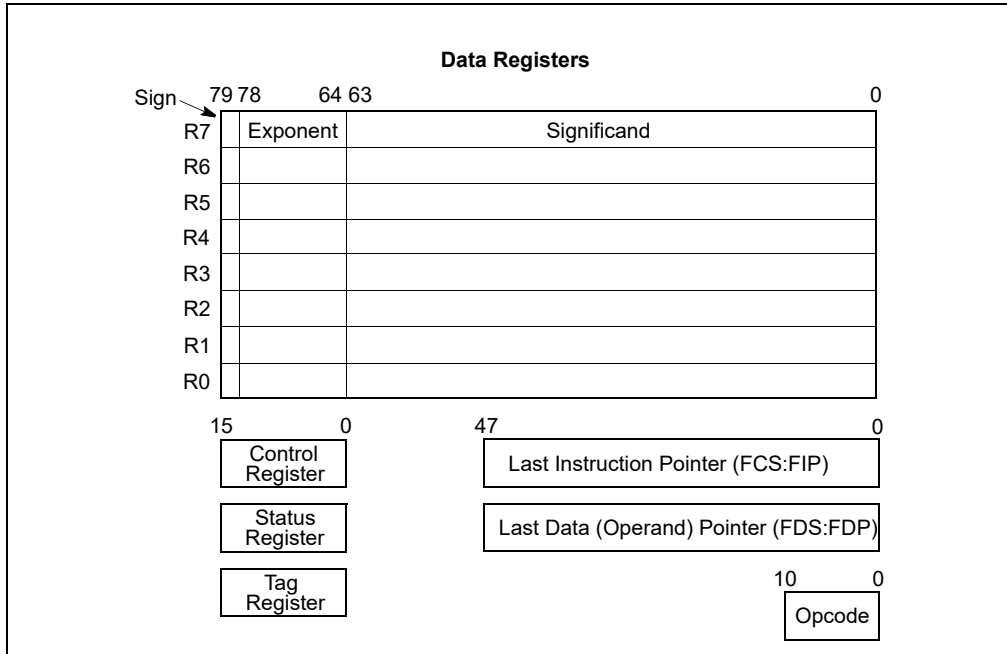 Data Registers
Sign 79 78 64 63 0
R7 Exponent Significand
R6
R5
R4
R3
R2
R1
R0
15 0 47 0
Control Register Last Instruction Pointer (FCS:FIP)
Status Register Last Data (Operand) Pointer (FDS:FDP)
Tag Register 10 0
Opcode